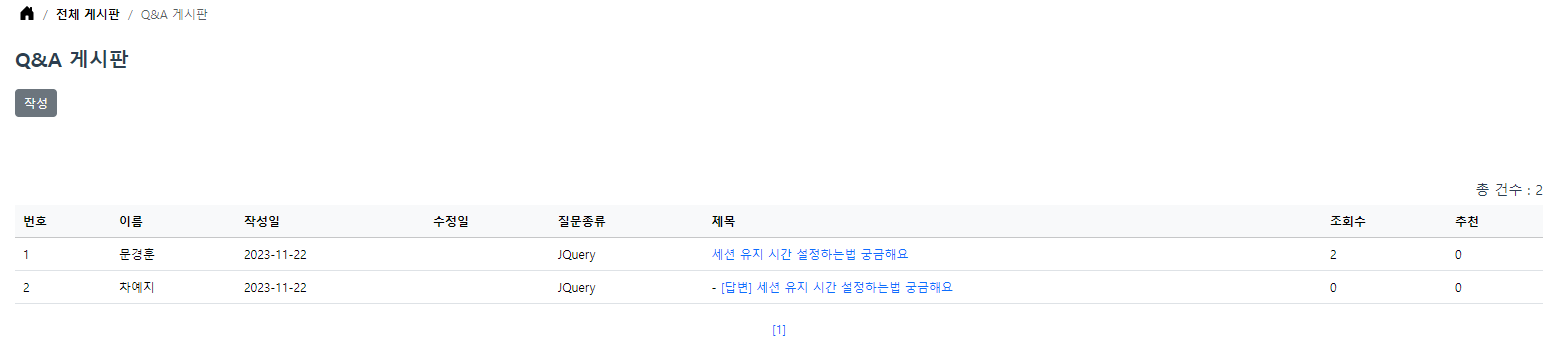 / 전체 게시판 / Q&A 게시판
Q&A 게시판
작성
총 건수 : 2
번호 이름 작성일 수정일 질문종류 제목 조회수 추천
1 문경훈 2023-11-22 JQuery 세션 유지 시간 설정하는법 궁금해요 2 0
2 차예지 2023-11-22 JQuery - [답변] 세션 유지 시간 설정하는법 궁금해요 0 0
[1]